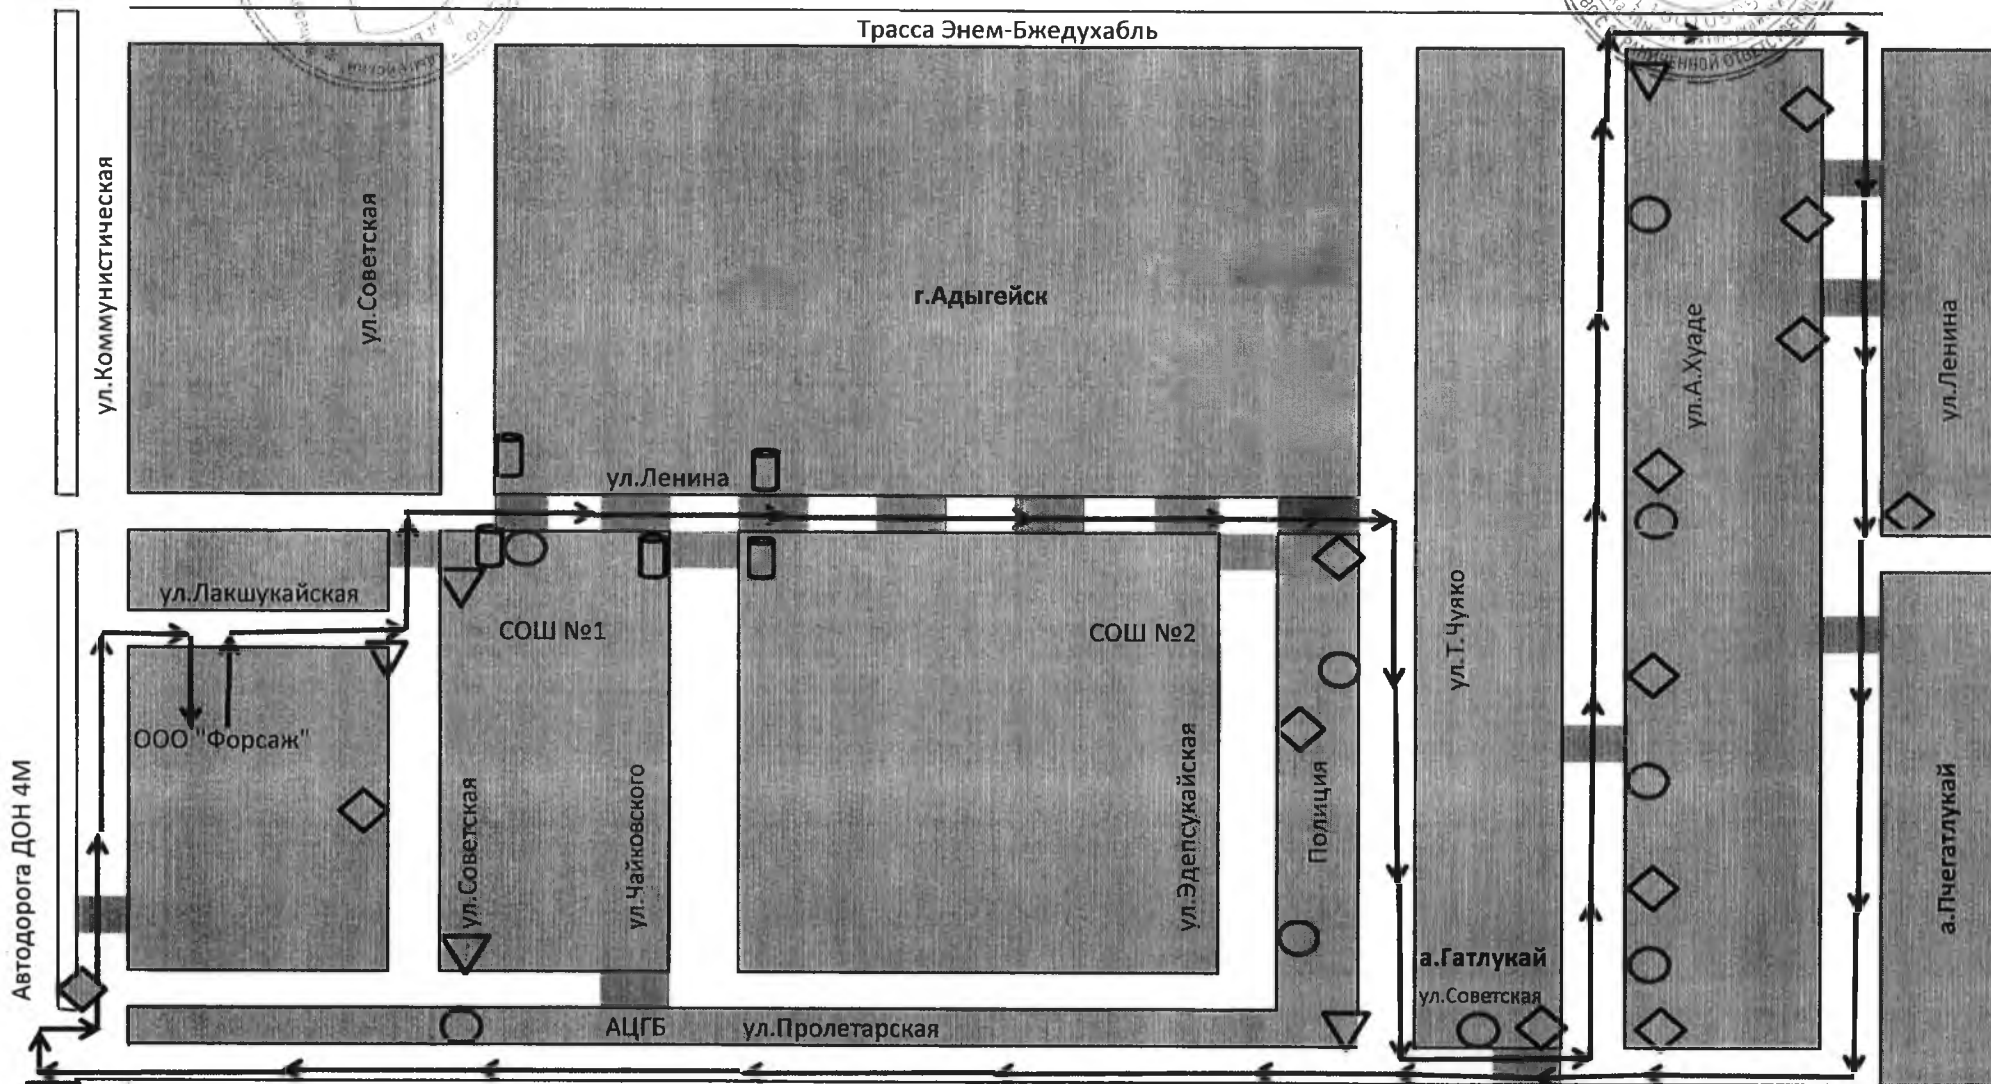 Трасса Энем-Бжедухабль
ул.Коммунистическая
ул.Советская
г.Адыгейск
ул.А.Хуаде
ул.Ленина
ул.Ленина
ул.Лакшукайская
СОШ №1
СОШ №2
ул.Т.Чуяко
ООО "Форсаж"
Автодорога ДОН 4М
ул.Советская
ул.Чайковского
ул.Эдепсукайская
Полиция
а.Пчегатлукай
а.Гатлукай
ул.Советская
АЦГБ
ул.Пролетарская